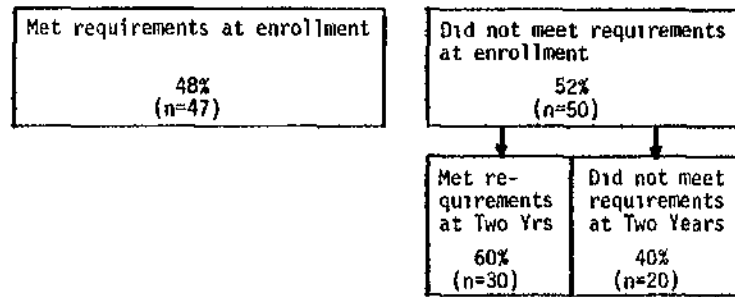 Met requirements at enrollment
48%
(n=47)
Did not meet requirements
at enrollment
52%
(n=50)
Met re-
quirements
at Two Yrs
60%
(n=30)
Did not meet
requirements
at Two Years
40%
(n=20)